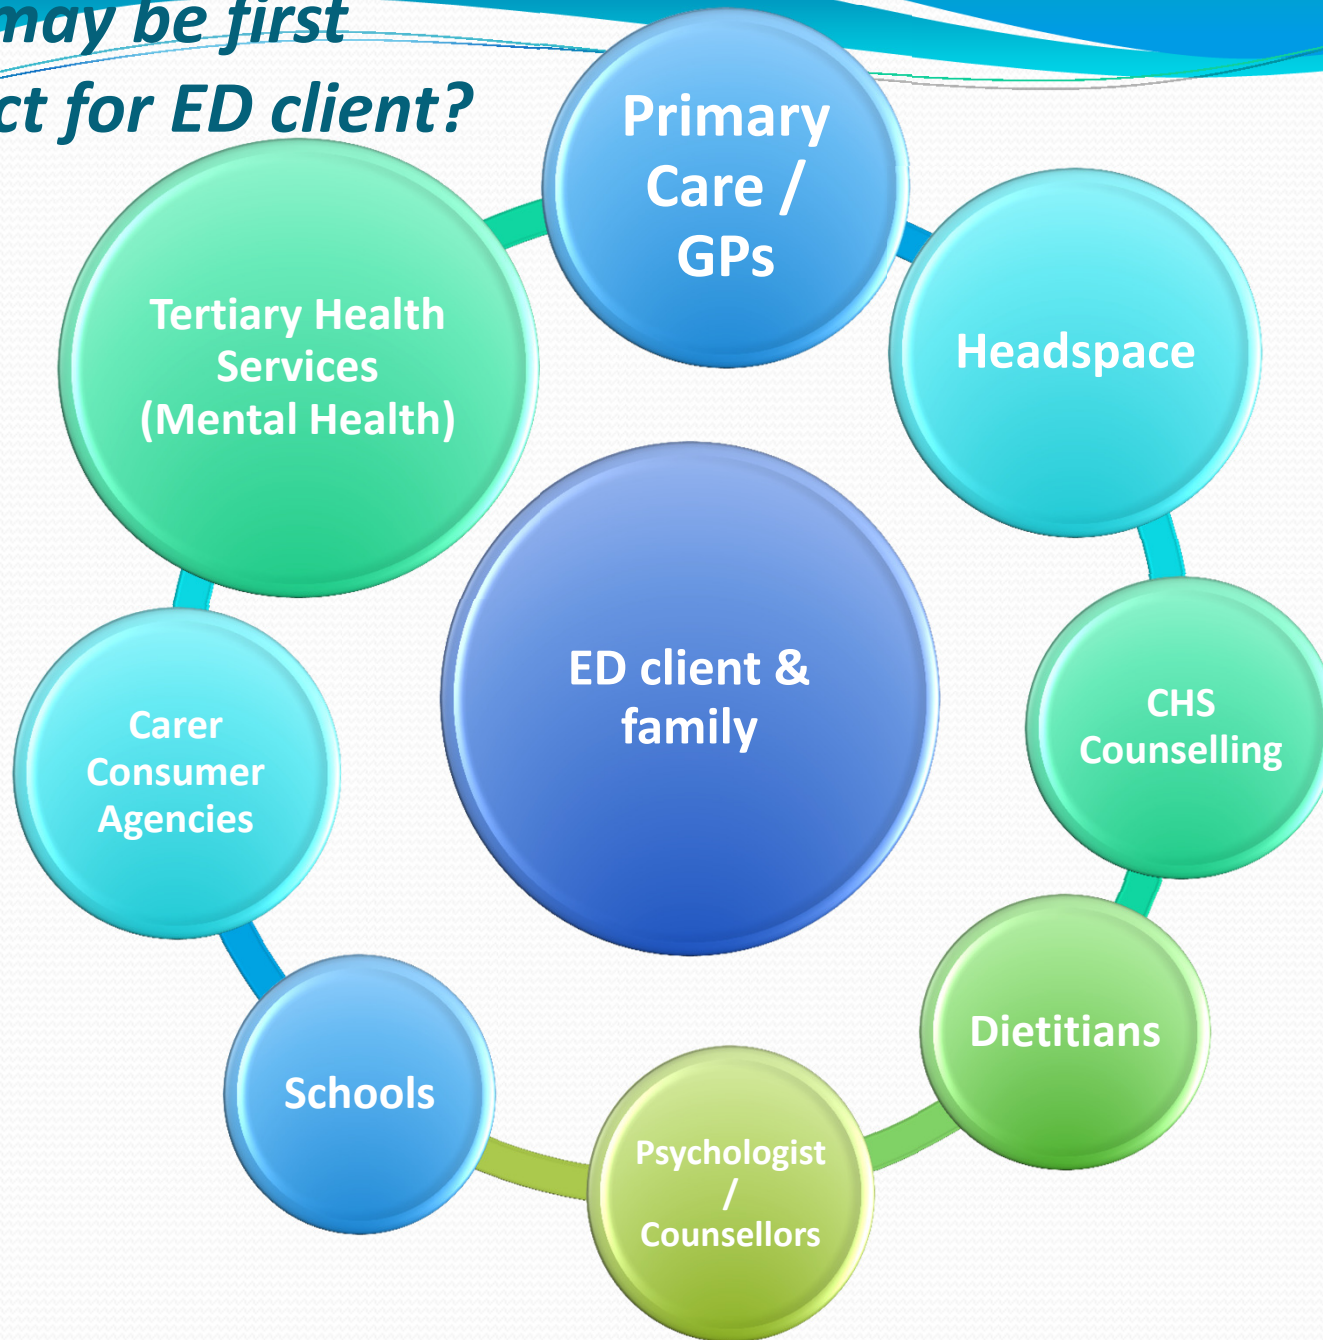 may be first
ct for ED client?
Primary
Care /
GPs
Headspace
CHS
Counselling
Dietitians
Psychologist
/
Counsellors
Schools
Carer
Consumer
Agencies
Tertiary Health
Services
(Mental Health)
ED client &
family